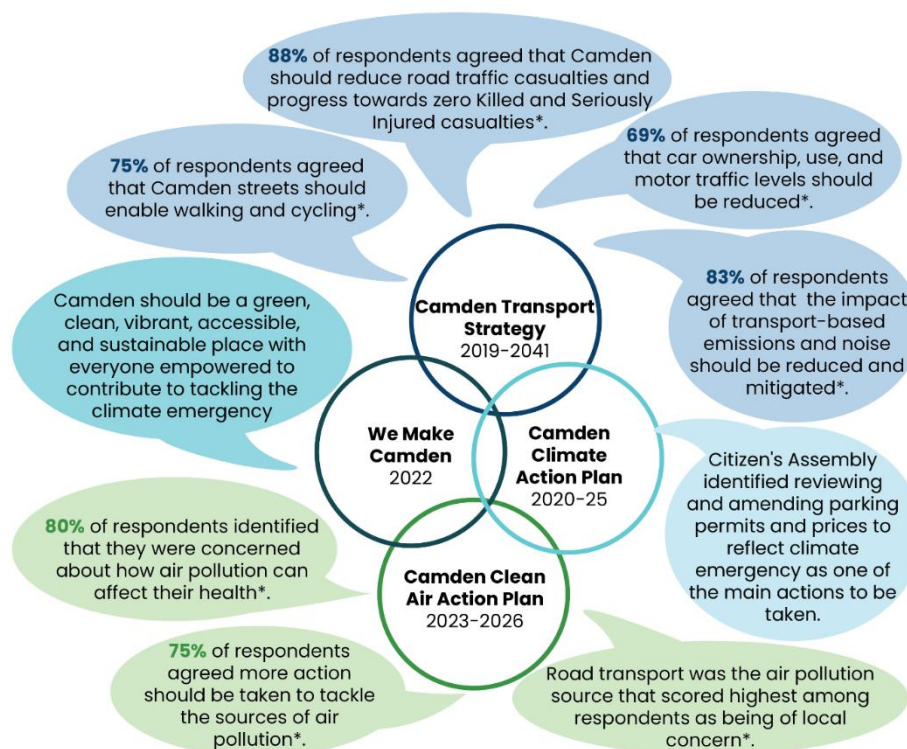 88% of respondents agreed that Camden
should reduce road traffic casualties and
progress towards zero Killed and Seriously
Injured casualties*.
69% of respondents agreed
that car ownership, use, and
motor traffic levels should
be reduced*.
75% of respondents agreed
that Camden streets should
enable walking and cycling*.
83% of respondents
agreed that the impact
of transport-based
emissions and noise
should be reduced and
mitigated*.
Camden should be a green,
clean, vibrant, accessible,
and sustainable place with
everyone empowered to
contribute to tackling the
climate emergency
Camden Transport
Strategy
2019-2041
We Make
Camden
2022
Camden
Climate
Action Plan
2020-25
Citizen's Assembly
identified reviewing
and amending parking
permits and prices to
reflect climate
emergency as one of
the main actions to be
taken.
80% of respondents identified
that they were concerned
about how air pollution can
affect their health*.
Camden Clean
Air Action Plan
2023-2026
75% of respondents
agreed more action
should be taken to tackle
the sources of air
pollution*.
Road transport was the air pollution
source that scored highest among
respondents as being of local
concern*.